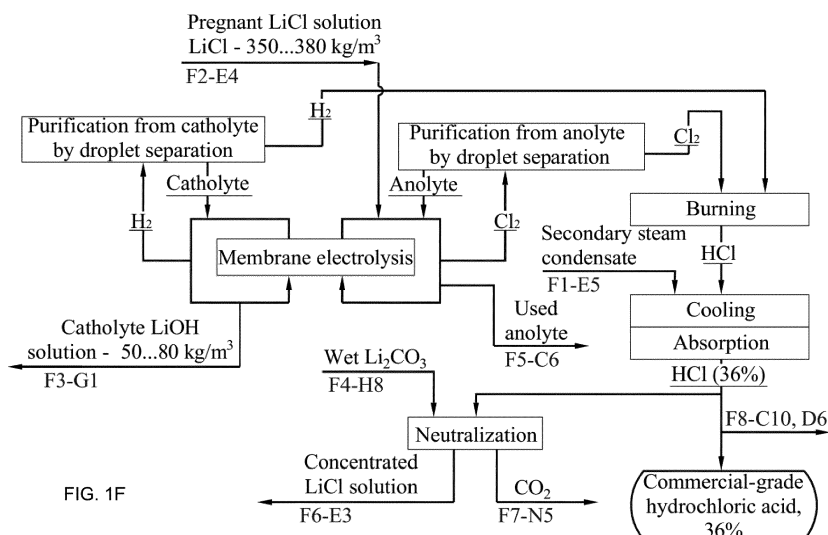 Pregnant LiCl solution
LiCl - 350...380 kg/m³
F2-E4
H₂
Purification from catholyte
by droplet separation
Purification from anolyte
by droplet separation
Cl₂
Catholyte
Anolyte
H₂
Cl₂
Burning
Membrane electrolysis
Secondary steam
condensate
F1-E5
HCl
Cooling
Absorption
Catholyte LiOH
solution - 50...80 kg/m³
F3-G1
Used
anolyte
F5-C6
Wet Li₂CO₃
F4-H8
HCl (36%)
F8-C10, D6
Neutralization
Concentrated
LiCl solution
F6-E3
CO₂
F7-N5
Commercial-grade
hydrochloric acid,
36%
FIG. 1F